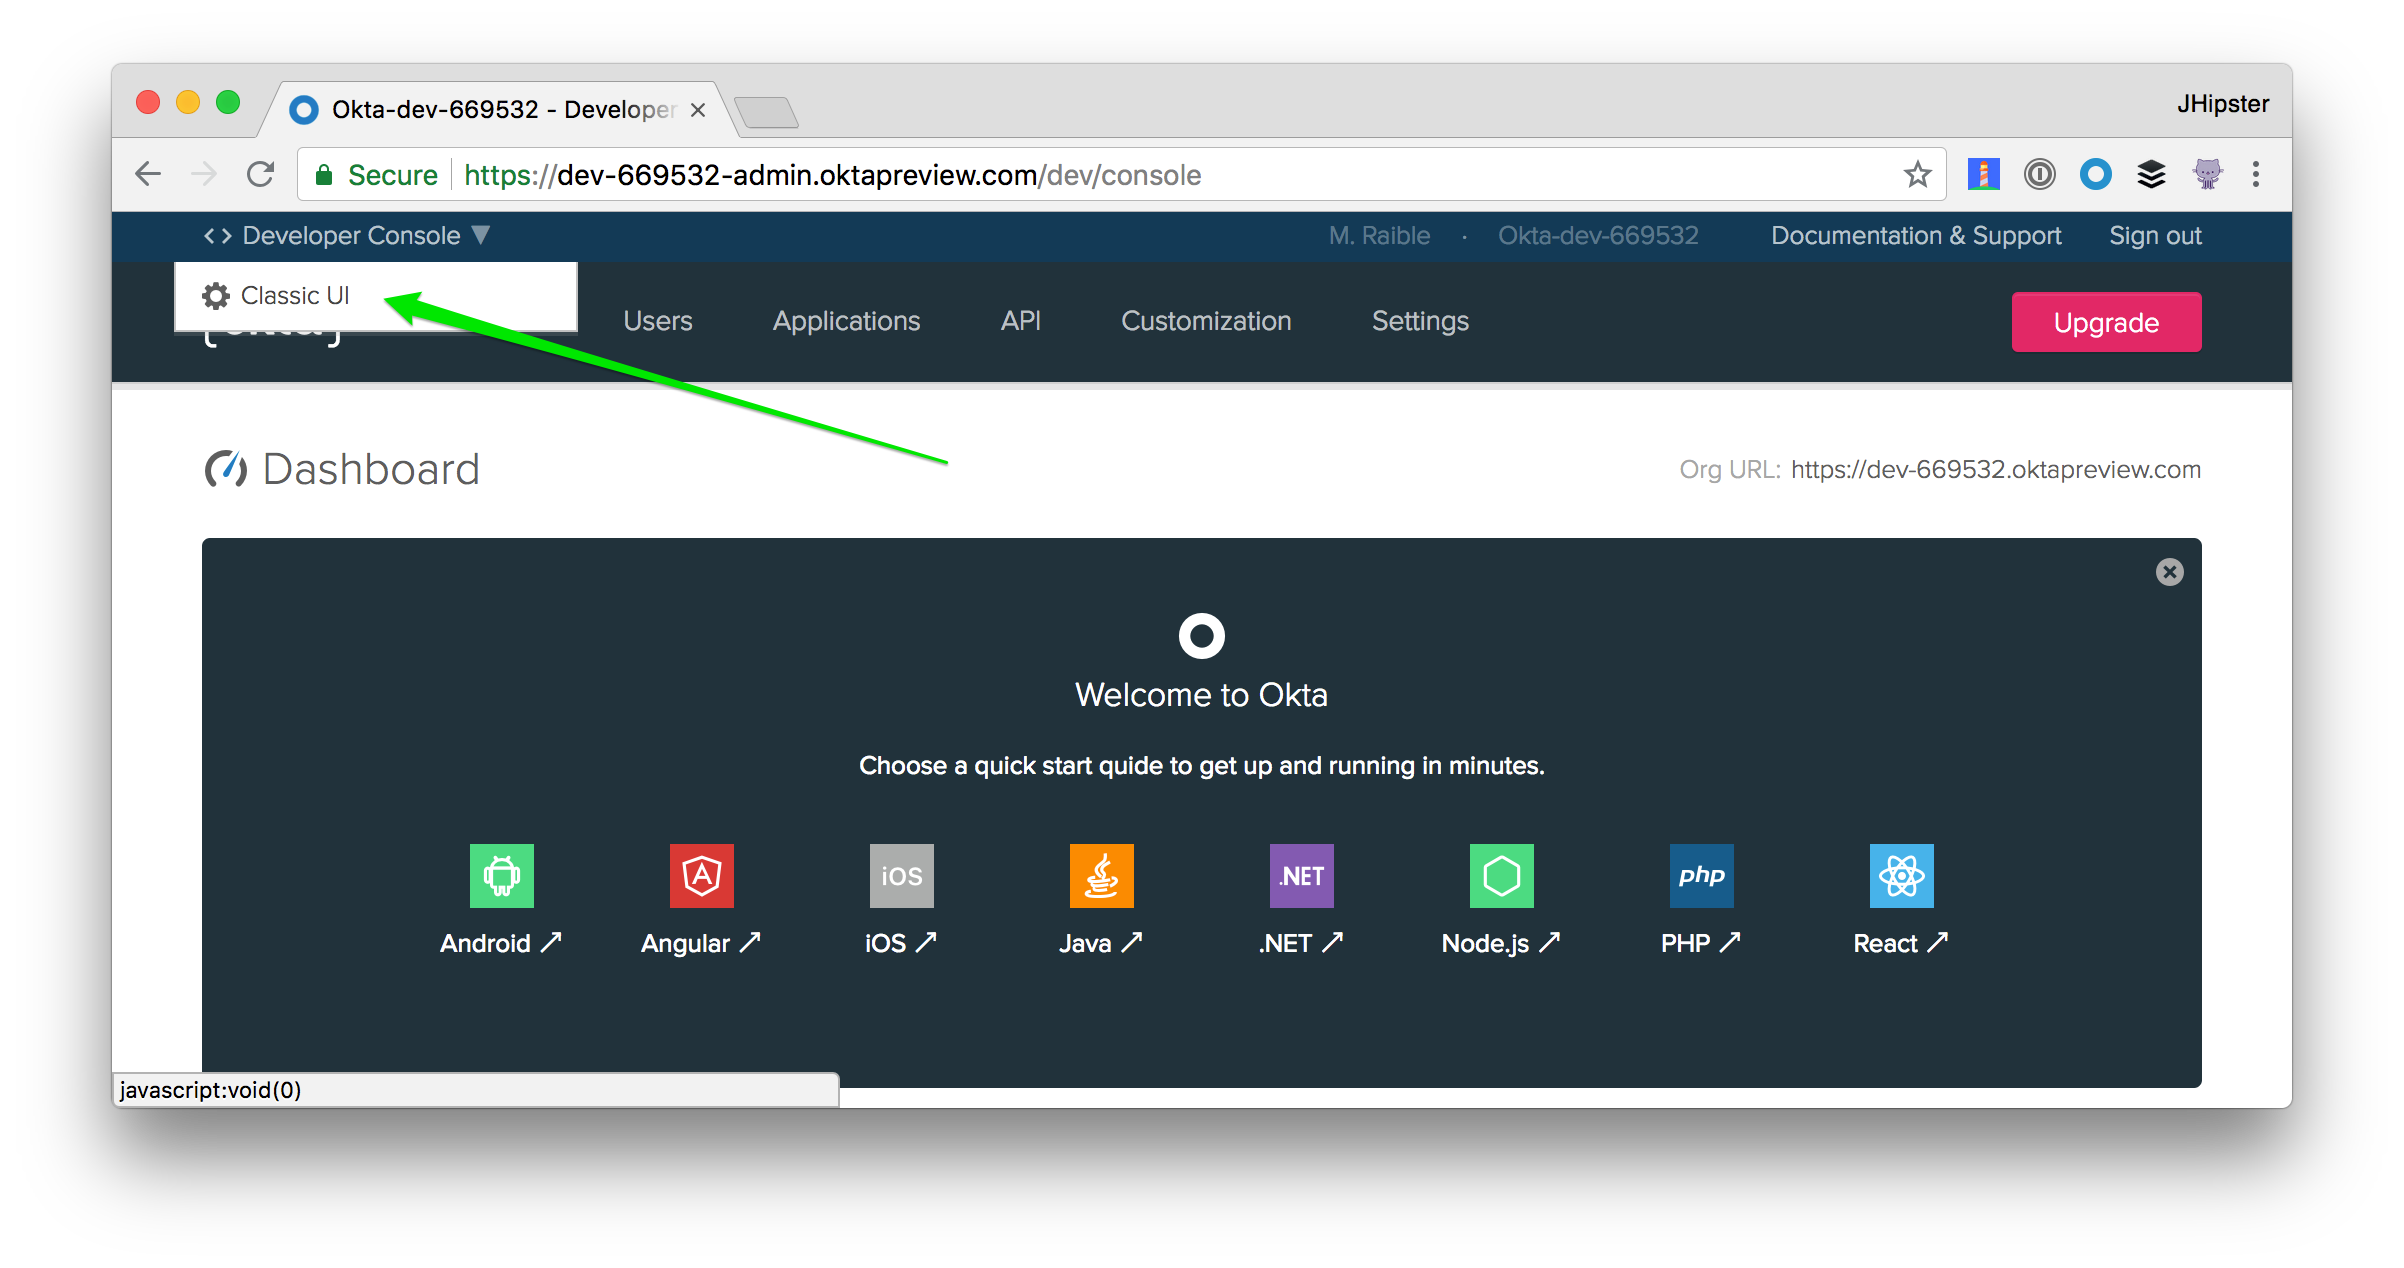 Okta-dev-669532 - Developer
JHipster
Secure https://dev-669532-admin.oktapreview.com/dev/console
Developer Console M. Raible · Okta-dev-669532 Documentation & Support Sign out
Classic UI
Users Applications API Customization Settings Upgrade
Dashboard
Org URL: https://dev-669532.oktapreview.com
Welcome to Okta
Choose a quick start quide to get up and running in minutes.
iOS .NET php
Android Angular iOS Java .NET Node.js PHP React
javascript:void(0)